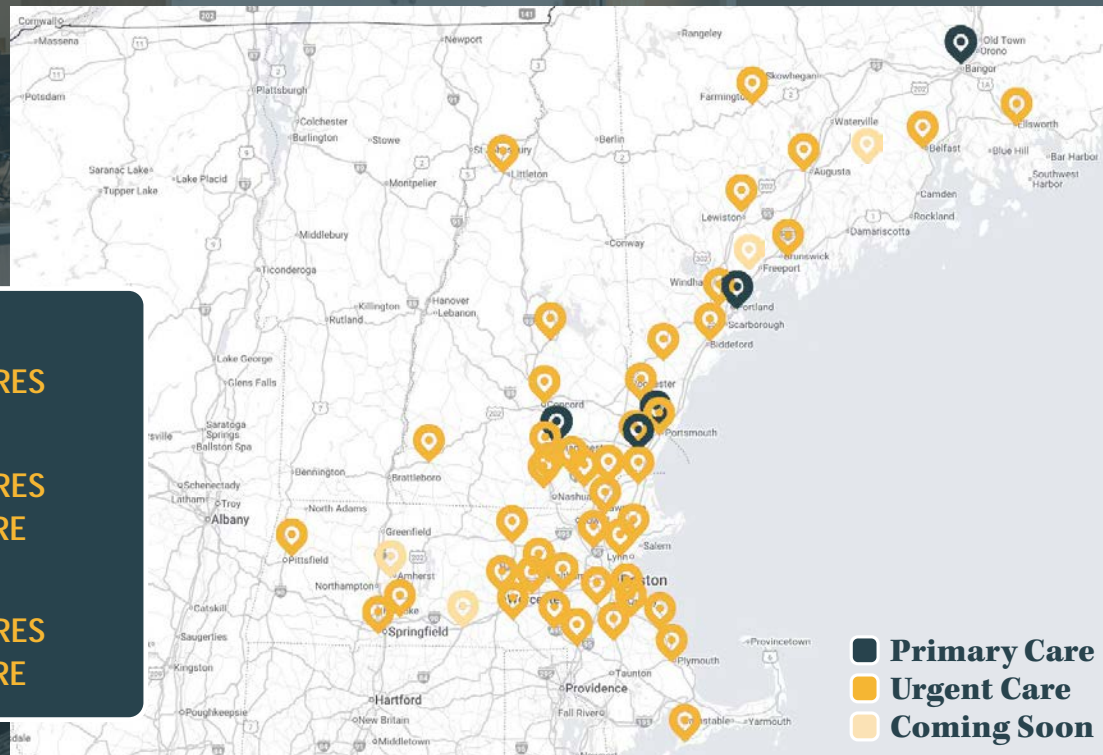 Cornwall
Massena
Potsdam
Plattsburgh
Colchester
Burlington
Stowe
Saranac Lake
Lake Placid
Tupper Lake
Montpelier
Middlebury
Ticonderoga
Newport
Littleton
Berlin
Rangeley
Farmington
Skowhegan
Old Town
Orono
Bangor
Waterville
Ellsworth
Belfast
Blue Hill
Bar Harbor
Southwest
Harbor
Augusta
Camden
Rockland
Lewiston
Damariscotta
Conway
Brunswick
Freeport
Portland
Scarborough
Biddeford
Killington
Rutland
Hanover
Lebanon
Lake George
Glens Falls
Saratoga
Springs
Ballston Spa
Concord
Portsmouth
Bennington
Brattleboro
Schenectady
Latham
Troy
Albany
North Adams
Greenfield
Pittsfield
Northampton
Amherst
Springfield
Salem
Lynn
Catskill
Saugerties
Kingston
Poughkeepsie
Hartford
New Britain
Middletown
Providence
Fall River
Taunton
Plymouth
Provincetown
Yarmouth
RES
RES
RE
RES
RE
Primary Care
Urgent Care
Coming Soon